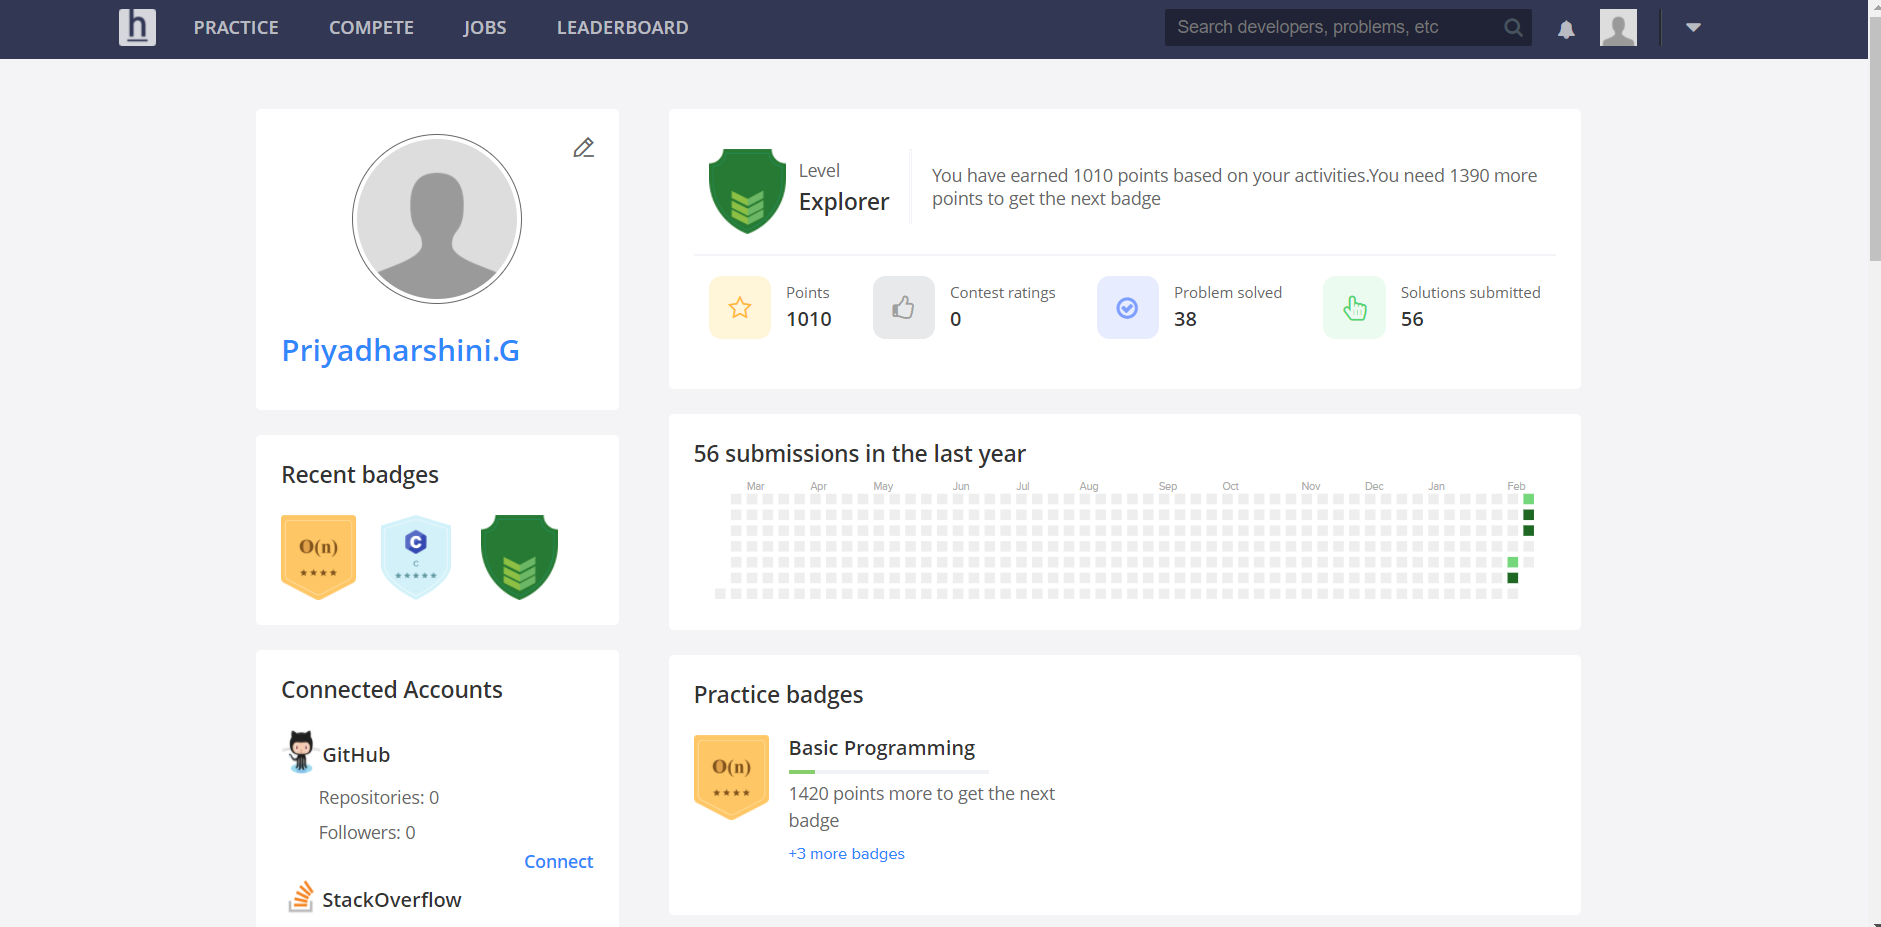 h PRACTICE COMPETE JOBS LEADERBOARD Search developers, problems, etc
Priyadharshini.G
Recent badges
O(n)
C
C
Connected Accounts
GitHub
Repositories: 0
Followers: 0
Connect
StackOverflow
Level
Explorer
You have earned 1010 points based on your activities.You need 1390 more
points to get the next badge
Points
1010
Contest ratings
0
Problem solved
38
Solutions submitted
56
56 submissions in the last year
Mar Apr May Jun Jul Aug Sep Oct Nov Dec Jan Feb
Practice badges
O(n)
Basic Programming
1420 points more to get the next
badge
+3 more badges